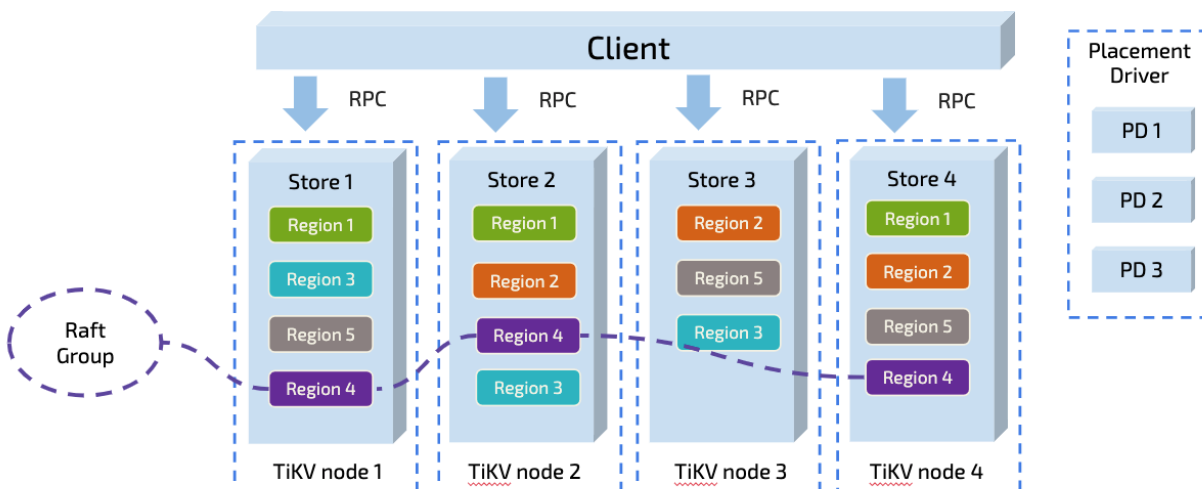 Client
RPC
RPC
RPC
RPC
Placement
Driver
PD 1
PD 2
PD 3
Store 1
Region 1
Region 3
Region 5
Region 4
TiKV node 1
Store 2
Region 1
Region 2
Region 4
Region 3
TiKV node 2
Store 3
Region 2
Region 5
Region 3
TiKV node 3
Store 4
Region 1
Region 2
Region 5
Region 4
TiKV node 4
Raft
Group